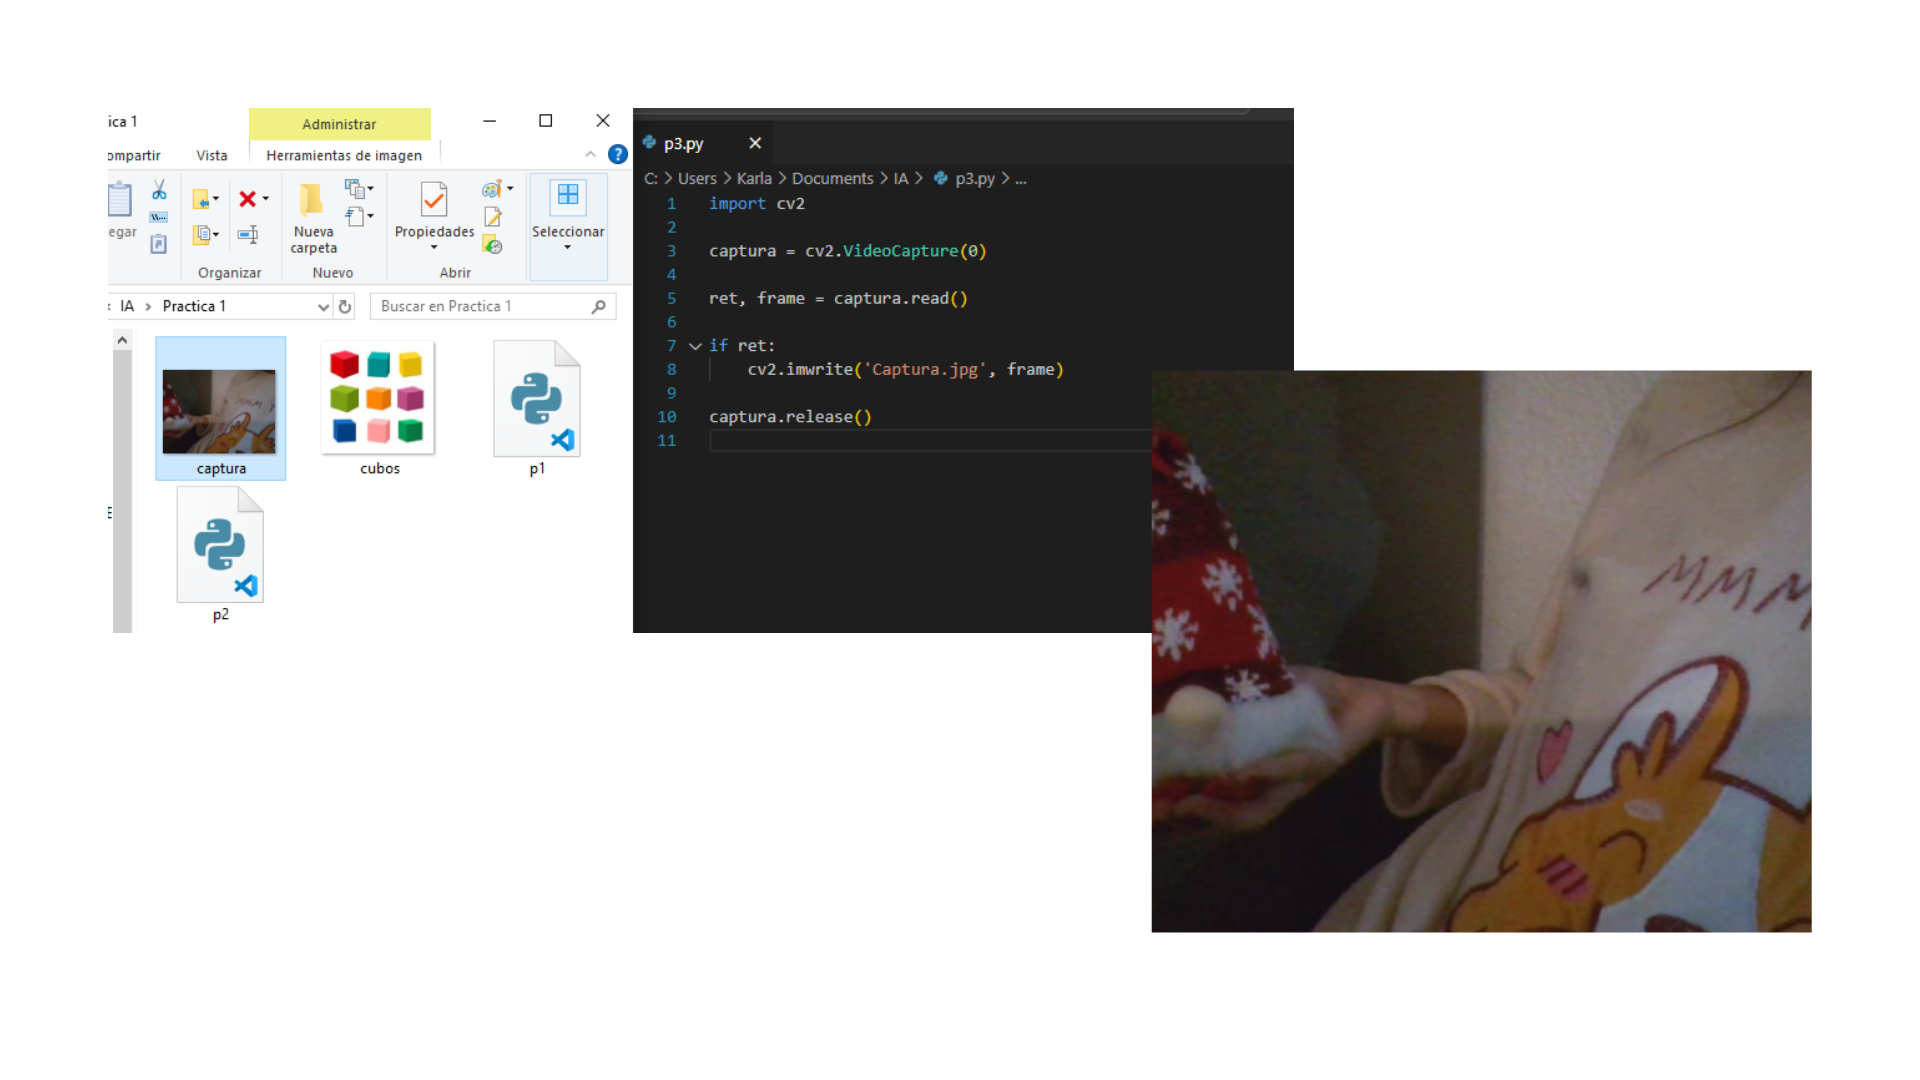 ica 1
Administrar
ompartir
Vista
Herramientas de imagen
?
egar
Nueva
carpeta
Propiedades
Seleccionar
Organizar
Nuevo
Abrir
IA > Practica 1
Buscar en Practica 1
captura
cubos
p1
p2
p3.py
C: > Users > Karla > Documents > IA > p3.py > ...
1 import cv2
2
3 captura = cv2.VideoCapture(0)
4
5 ret, frame = captura.read()
6
7 if ret:
8 cv2.imwrite('Captura.jpg', frame)
9
10 captura.release()
11
MMM